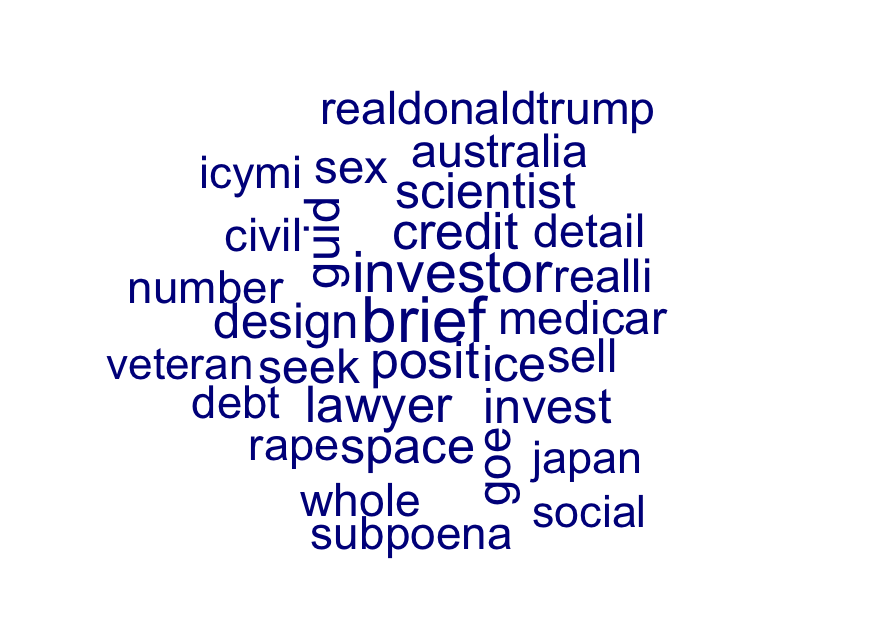 realdonaldtrump
australia
icymi sex
scientist
civil guid credit detail
number investor realli
design brief medicar
veteran seek posit ice sell
debt lawyer invest
rape space goe japan
whole social
subpoena